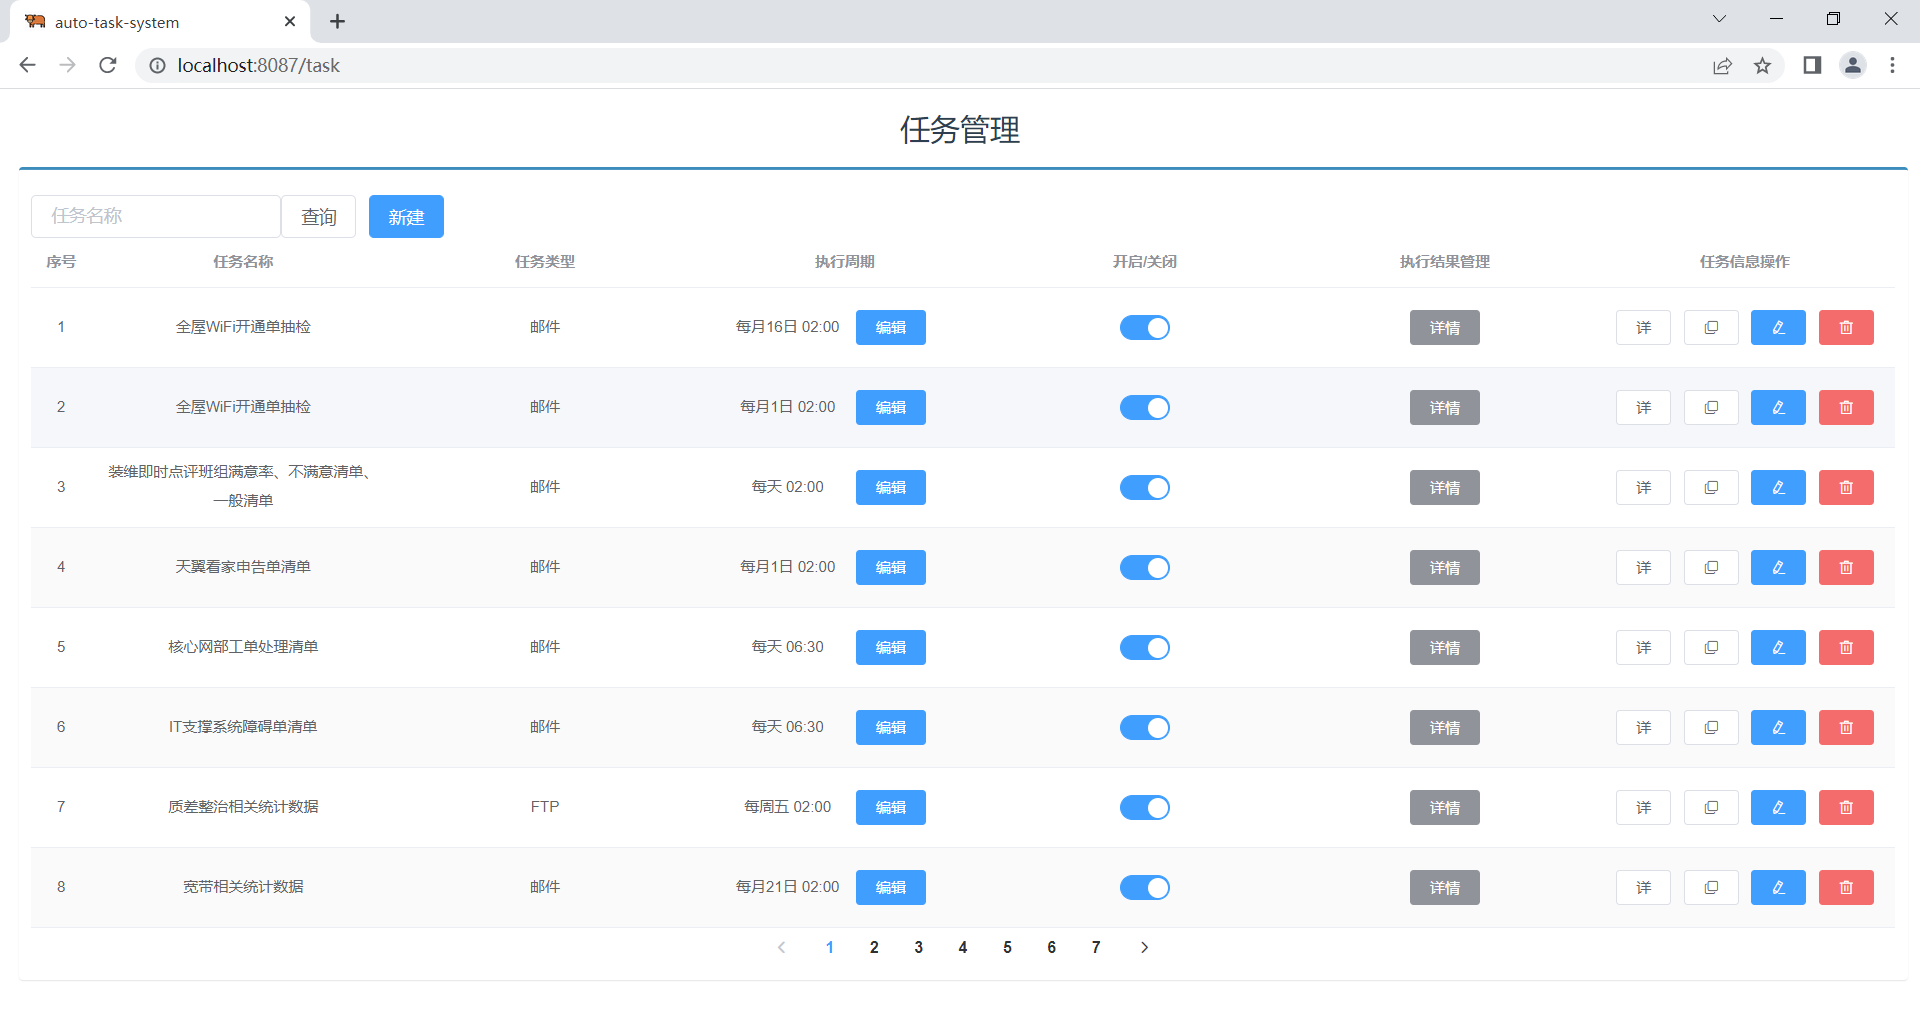 auto-task-system
localhost:8087/task
任务管理
任务名称 查询 新建
序号 任务名称 任务类型 执行周期 开启/关闭 执行结果管理 任务信息操作
1 全屋WiFi开通单抽检 邮件 每月16日 02:00 编辑 详情 详
2 全屋WiFi开通单抽检 邮件 每月1日 02:00 编辑 详情 详
3 装维即时点评班组满意率、不满意清单、
一般清单 邮件 每天 02:00 编辑 详情 详
4 天翼看家申告单清单 邮件 每月1日 02:00 编辑 详情 详
5 核心网部工单处理清单 邮件 每天 06:30 编辑 详情 详
6 IT支撑系统障碍单清单 邮件 每天 06:30 编辑 详情 详
7 质差整治相关统计数据 FTP 每周五 02:00 编辑 详情 详
8 宽带相关统计数据 邮件 每月21日 02:00 编辑 详情 详
1 2 3 4 5 6 7